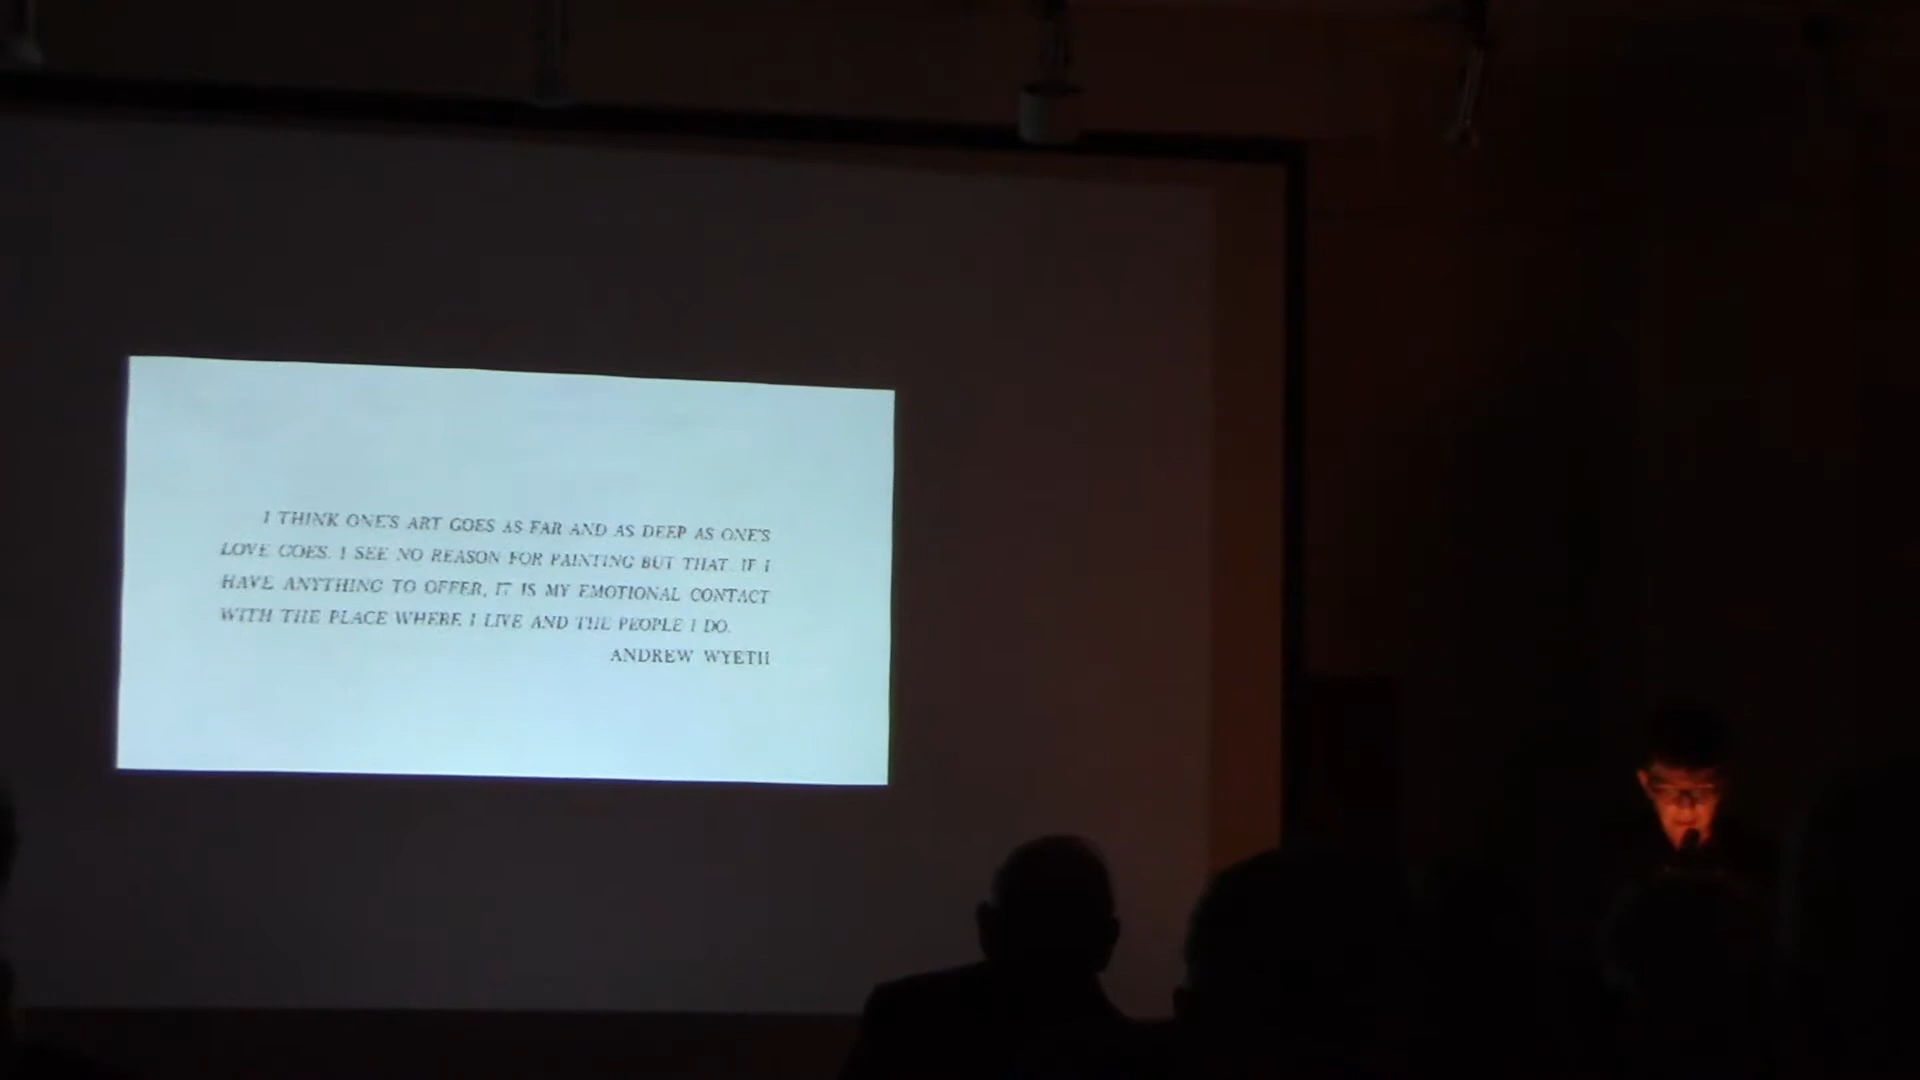 I THINK ONE'S ART GOES AS FAR AND AS DEEP AS ONE'S
LOVE GOES. I SEE NO REASON FOR PAINTING BUT THAT. IF I
HAVE ANYTHING TO OFFER, IT IS MY EMOTIONAL CONTACT
WITH THE PLACE WHERE I LIVE AND THE PEOPLE I DO.
ANDREW WYETH